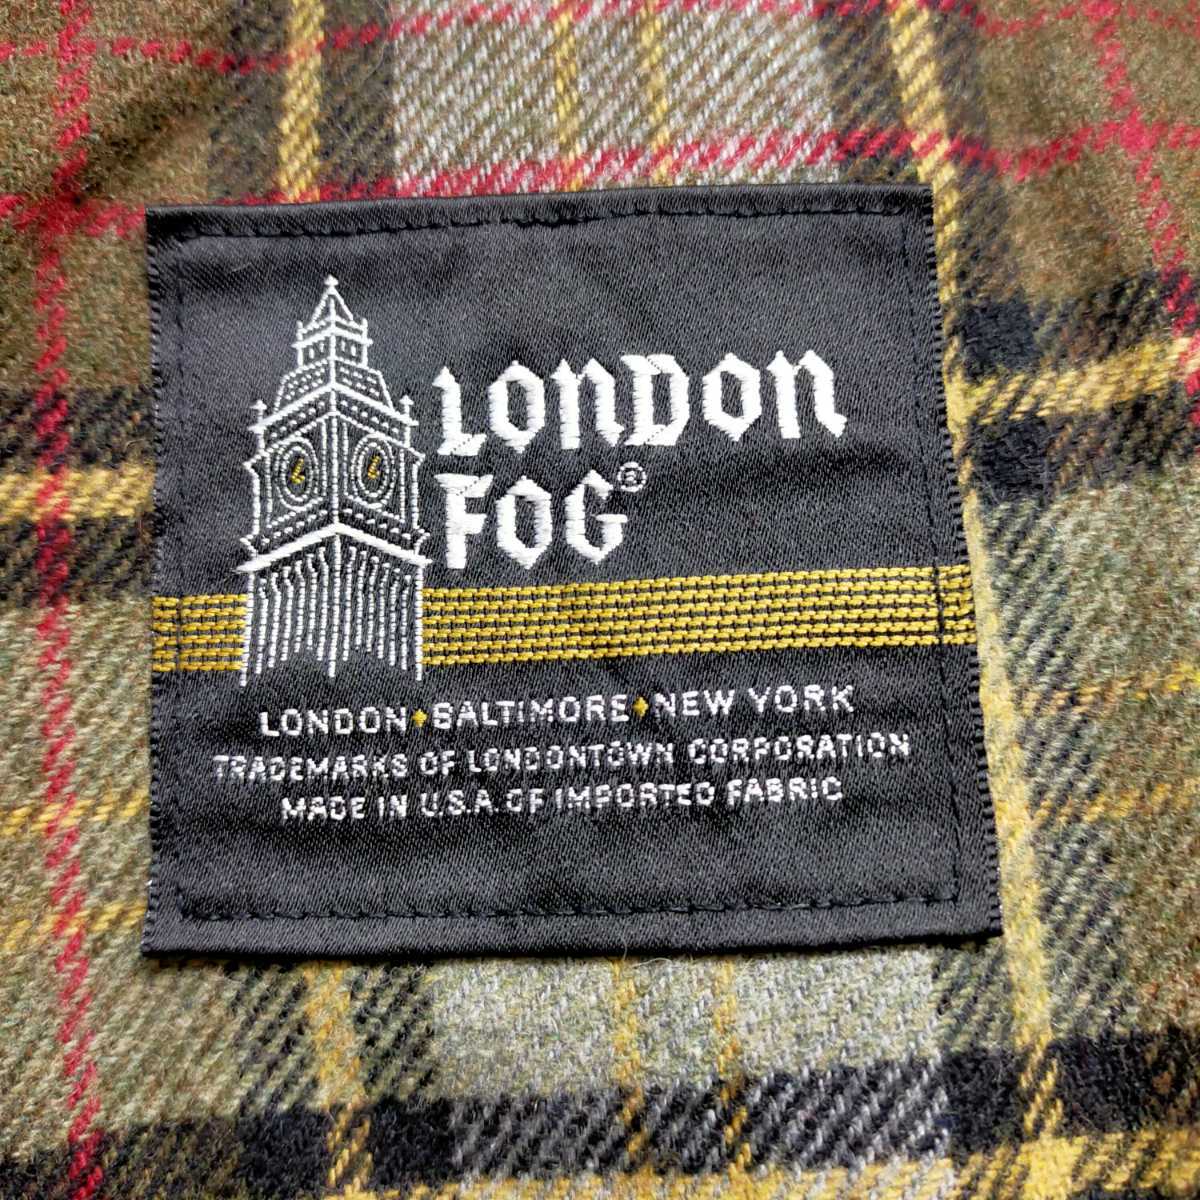 LONDON
FOG®
LONDON♦BALTIMORE♦NEW YORK
TRADEMARKS OF LONDONTOWN CORPORATION
MADE IN U.S.A. OF IMPORTED FABRIC